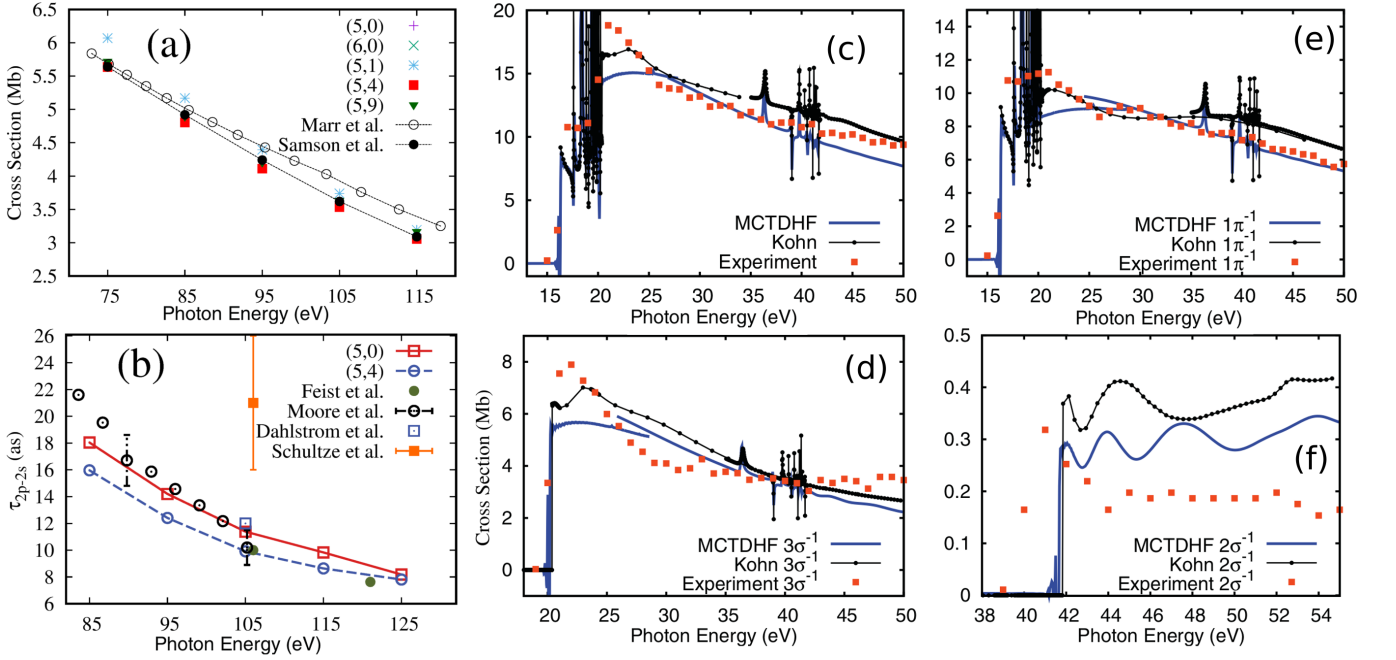 (a)
6.5
6
5.5
5
4.5
4
3.5
3
2.5
Cross Section (Mb)
(5,0)
(6,0)
(5,1)
(5,4)
(5,9)
Marr et al.
Samson et al.
75 85 95 105 115
Photon Energy (eV)
(b)
26
24
22
20
18
16
14
12
10
8
6
τ2p-2s (as)
(5,0)
(5,4)
Feist et al.
Moore et al.
Dahlstrom et al.
Schultze et al.
85 95 105 115 125
Photon Energy (eV)
(c)
20
15
10
5
0
MCTDHF
Kohn
Experiment
15 20 25 30 35 40 45 50
Photon Energy (eV)
(d)
8
6
4
2
0
Cross Section (Mb)
MCTDHF 3σ-1
Kohn 3σ-1
Experiment 3σ-1
20 25 30 35 40 45 50
Photon Energy (eV)
(e)
14
12
10
8
6
4
2
0
MCTDHF 1π-1
Kohn 1π-1
Experiment 1π-1
15 20 25 30 35 40 45 50
Photon Energy (eV)
(f)
0.5
0.4
0.3
0.2
0.1
0
MCTDHF 2σ-1
Kohn 2σ-1
Experiment 2σ-1
38 40 42 44 46 48 50 52 54
Photon Energy (eV)